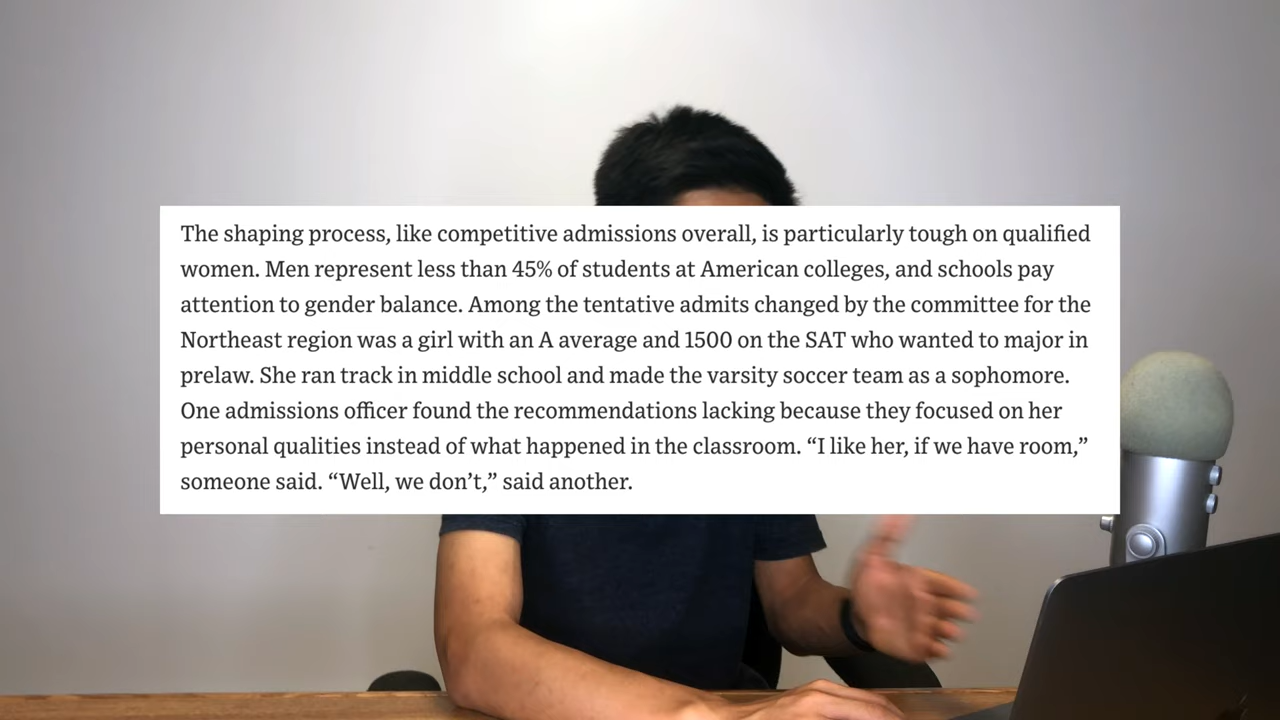 The shaping process, like competitive admissions overall, is particularly tough on qualified
women. Men represent less than 45% of students at American colleges, and schools pay
attention to gender balance. Among the tentative admits changed by the committee for the
Northeast region was a girl with an A average and 1500 on the SAT who wanted to major in
prelaw. She ran track in middle school and made the varsity soccer team as a sophomore.
One admissions officer found the recommendations lacking because they focused on her
personal qualities instead of what happened in the classroom. “I like her, if we have room,”
someone said. “Well, we don’t,” said another.